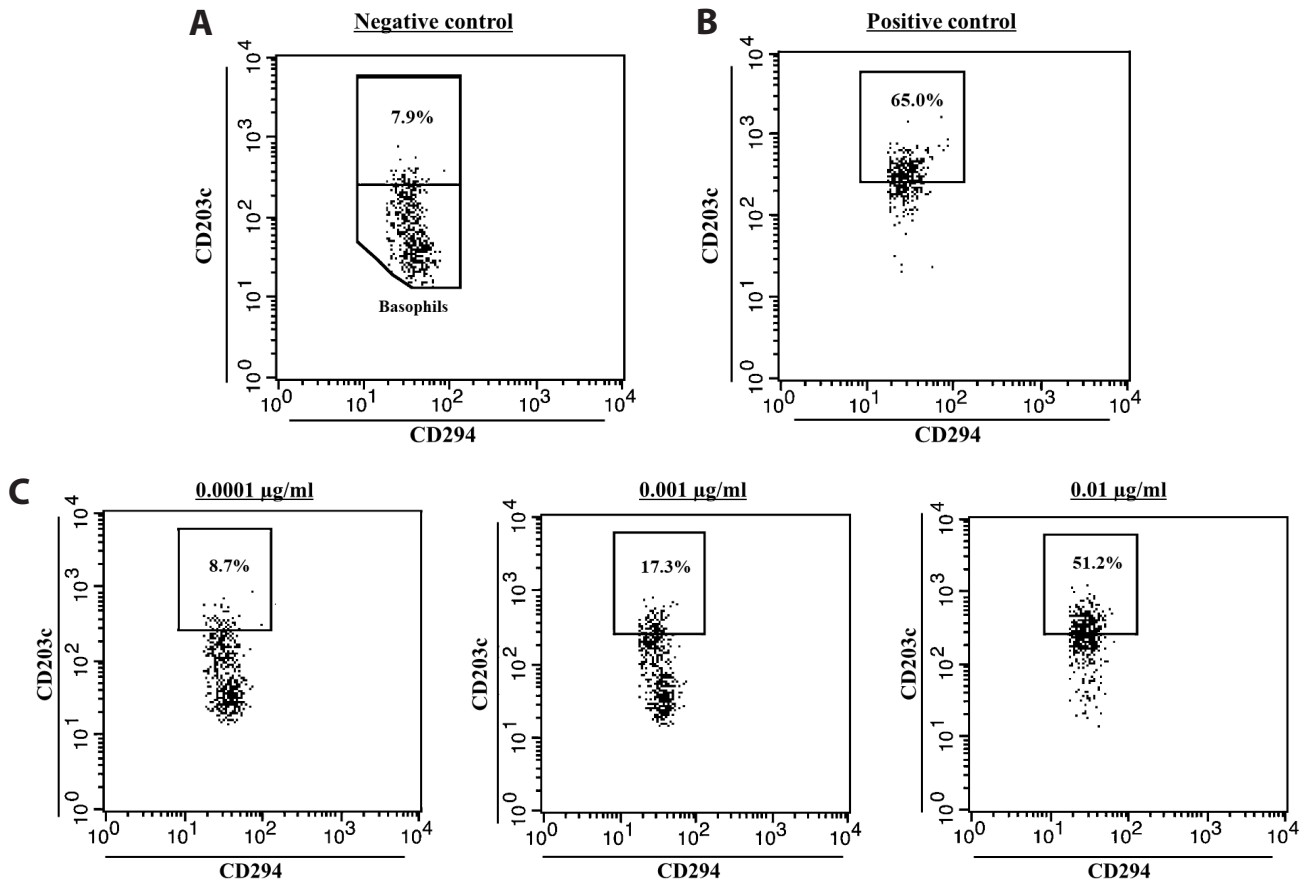 A
Negative control
10^4
10^3
10^2
10^1
10^0
CD203c
7.9%
Basophils
10^0 10^1 10^2 10^3 10^4
CD294
B
Positive control
10^4
10^3
10^2
10^1
10^0
CD203c
65.0%
10^0 10^1 10^2 10^3 10^4
CD294
C
0.0001 µg/ml
10^4
10^3
10^2
10^1
10^0
CD203c
8.7%
10^0 10^1 10^2 10^3 10^4
CD294
0.001 µg/ml
10^4
10^3
10^2
10^1
10^0
CD203c
17.3%
10^0 10^1 10^2 10^3 10^4
CD294
0.01 µg/ml
10^4
10^3
10^2
10^1
10^0
CD203c
51.2%
10^0 10^1 10^2 10^3 10^4
CD294